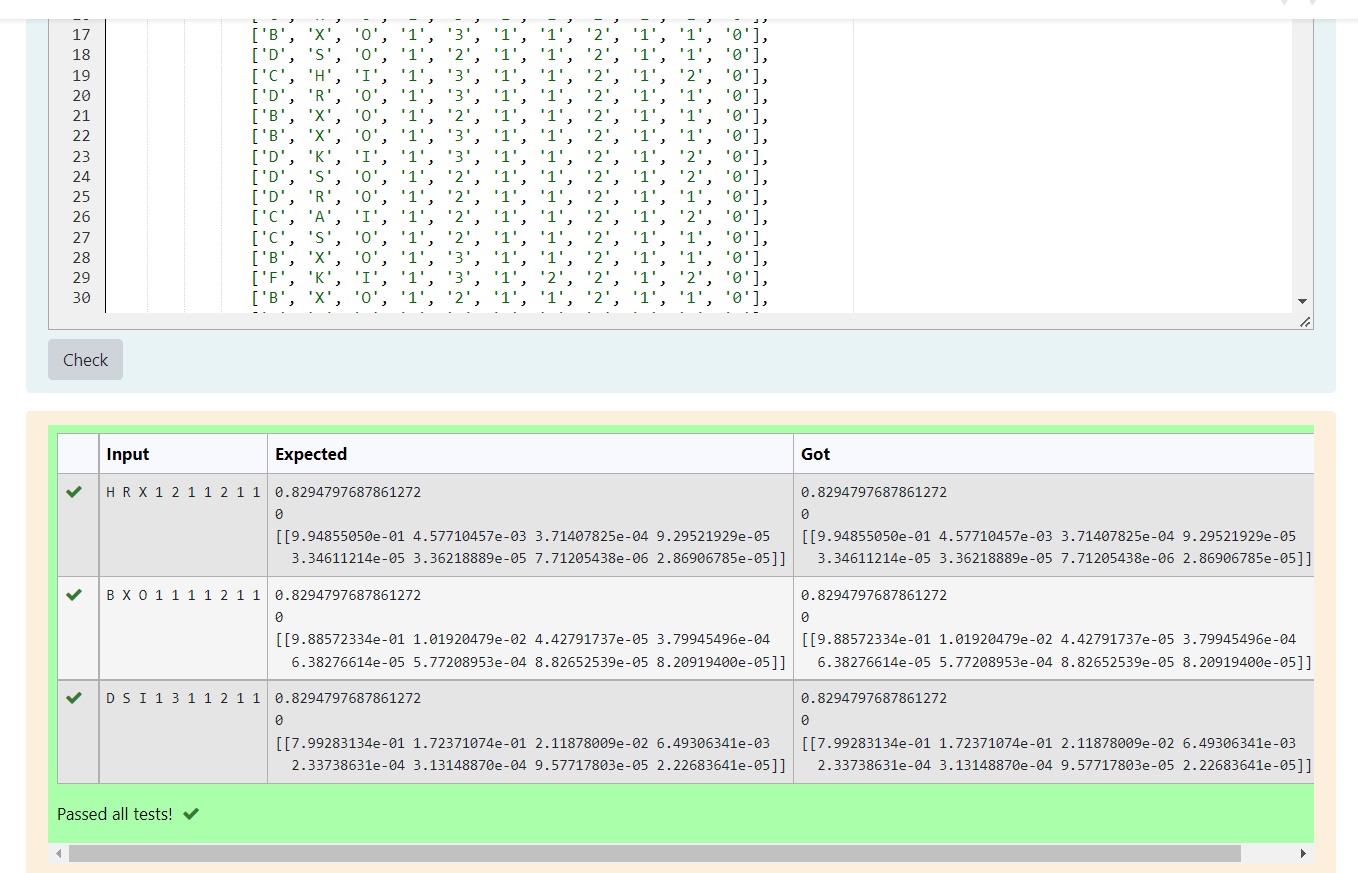 17 ['B', 'X', 'O', '1', '3', '1', '1', '2', '1', '1', '0'],
18 ['D', 'S', 'O', '1', '2', '1', '1', '2', '1', '1', '0'],
19 ['C', 'H', 'I', '1', '3', '1', '1', '2', '1', '2', '0'],
20 ['D', 'R', 'O', '1', '3', '1', '1', '2', '1', '1', '0'],
21 ['B', 'X', 'O', '1', '2', '1', '1', '2', '1', '1', '0'],
22 ['B', 'X', 'O', '1', '3', '1', '1', '2', '1', '1', '0'],
23 ['D', 'K', 'I', '1', '3', '1', '1', '2', '1', '2', '0'],
24 ['D', 'S', 'O', '1', '2', '1', '1', '2', '1', '2', '0'],
25 ['D', 'R', 'O', '1', '2', '1', '1', '2', '1', '1', '0'],
26 ['C', 'A', 'I', '1', '2', '1', '1', '2', '1', '2', '0'],
27 ['C', 'S', 'O', '1', '2', '1', '1', '2', '1', '1', '0'],
28 ['B', 'X', 'O', '1', '3', '1', '1', '2', '1', '1', '0'],
29 ['F', 'K', 'I', '1', '3', '1', '2', '2', '1', '2', '0'],
30 ['B', 'X', 'O', '1', '2', '1', '1', '2', '1', '1', '0'],
Check
Input Expected Got
H R X 1 2 1 1 2 1 1 0.8294797687861272 0.8294797687861272
0 0
[[9.94855050e-01 4.57710457e-03 3.71407825e-04 9.29521929e-05 [[9.94855050e-01 4.57710457e-03 3.71407825e-04 9.29521929e-05
3.34611214e-05 3.36218889e-05 7.71205438e-06 2.86906785e-05]] 3.34611214e-05 3.36218889e-05 7.71205438e-06 2.86906785e-05]]
B X O 1 1 1 1 2 1 1 0.8294797687861272 0.8294797687861272
0 0
[[9.88572334e-01 1.01920479e-02 4.42791737e-05 3.79945496e-04 [[9.88572334e-01 1.01920479e-02 4.42791737e-05 3.79945496e-04
6.38276614e-05 5.77208953e-04 8.82652539e-05 8.20919400e-05]] 6.38276614e-05 5.77208953e-04 8.82652539e-05 8.20919400e-05]]
D S I 1 3 1 1 2 1 1 0.8294797687861272 0.8294797687861272
0 0
[[7.99283134e-01 1.72371074e-01 2.11878009e-02 6.49306341e-03 [[7.99283134e-01 1.72371074e-01 2.11878009e-02 6.49306341e-03
2.33738631e-04 3.13148870e-04 9.57717803e-05 2.22683641e-05]] 2.33738631e-04 3.13148870e-04 9.57717803e-05 2.22683641e-05]]
Passed all tests!